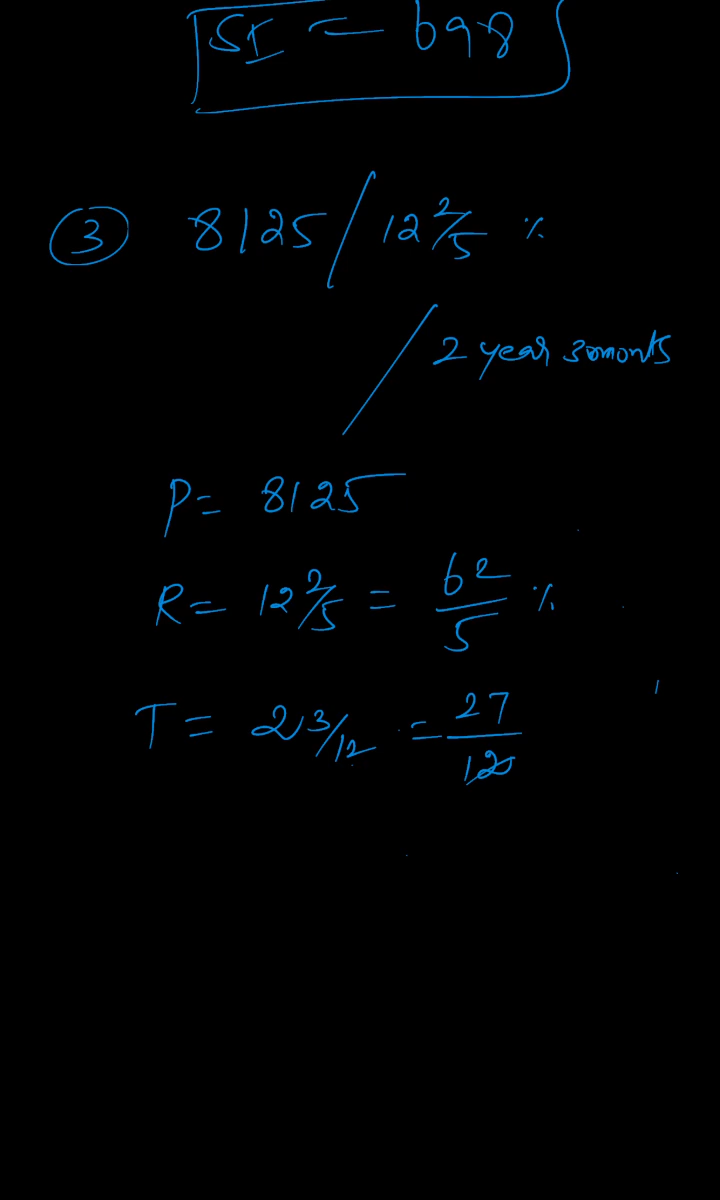 SI = 698
3 8125 / 12 2/5 %
/ 2 year 3 months
P = 8125
R = 12 2/5 = 62/5 %
T = 2 3/12 = 27/12